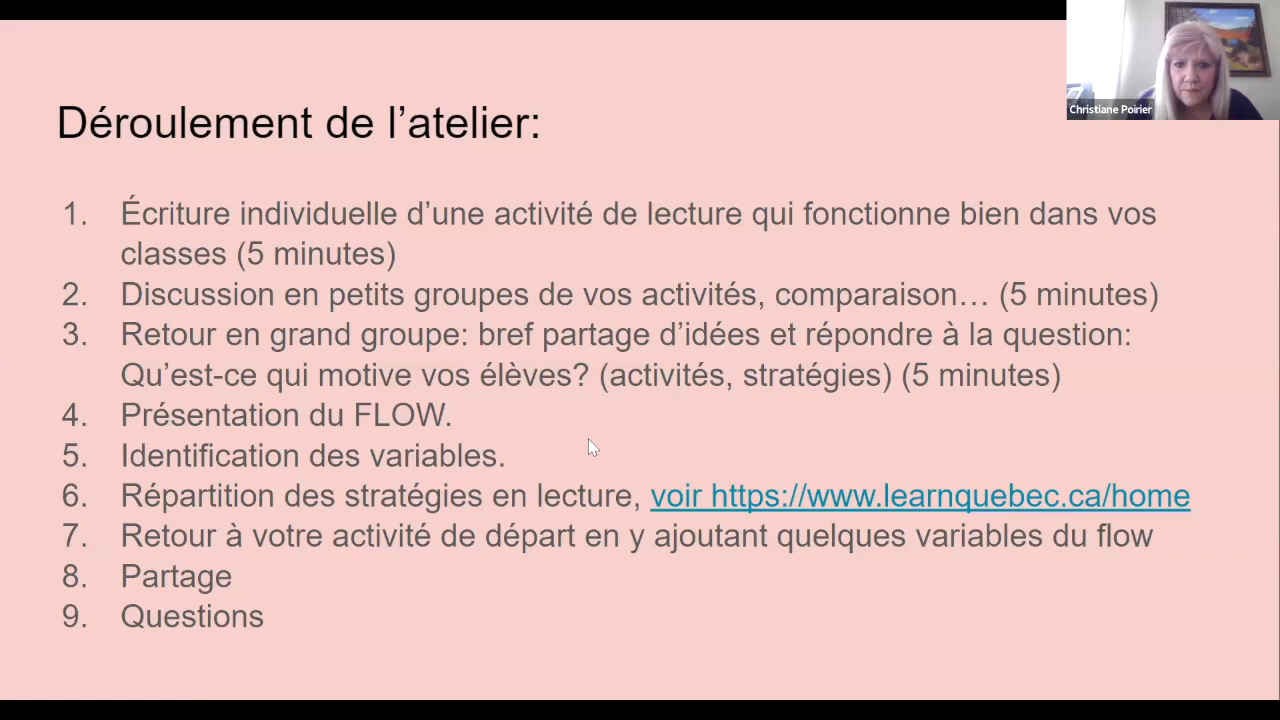 Déroulement de l’atelier:
1. Écriture individuelle d’une activité de lecture qui fonctionne bien dans vos
classes (5 minutes)
2. Discussion en petits groupes de vos activités, comparaison… (5 minutes)
3. Retour en grand groupe: bref partage d’idées et répondre à la question:
Qu’est-ce qui motive vos élèves? (activités, stratégies) (5 minutes)
4. Présentation du FLOW.
5. Identification des variables.
6. Répartition des stratégies en lecture, voir https://www.learnquebec.ca/home
7. Retour à votre activité de départ en y ajoutant quelques variables du flow
8. Partage
9. Questions
Christiane Poirier